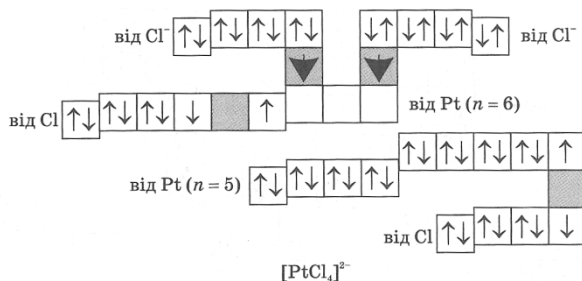 від Cl⁻ ↑↓ ↑↓ ↑↓ ↑↓ ↓↑ ↓↑ ↓↑ ↓↑ від Cl⁻
від Cl ↑↓ ↑↓ ↑↓ ↓ ↑ від Pt (n = 6)
від Pt (n = 5) ↑↓ ↑↓ ↑↓ ↑↓ ↑↓ ↑↓ ↑↓ ↑↓ ↑
від Cl ↑↓ ↑↓ ↑↓ ↓
[PtCl₄]²⁻